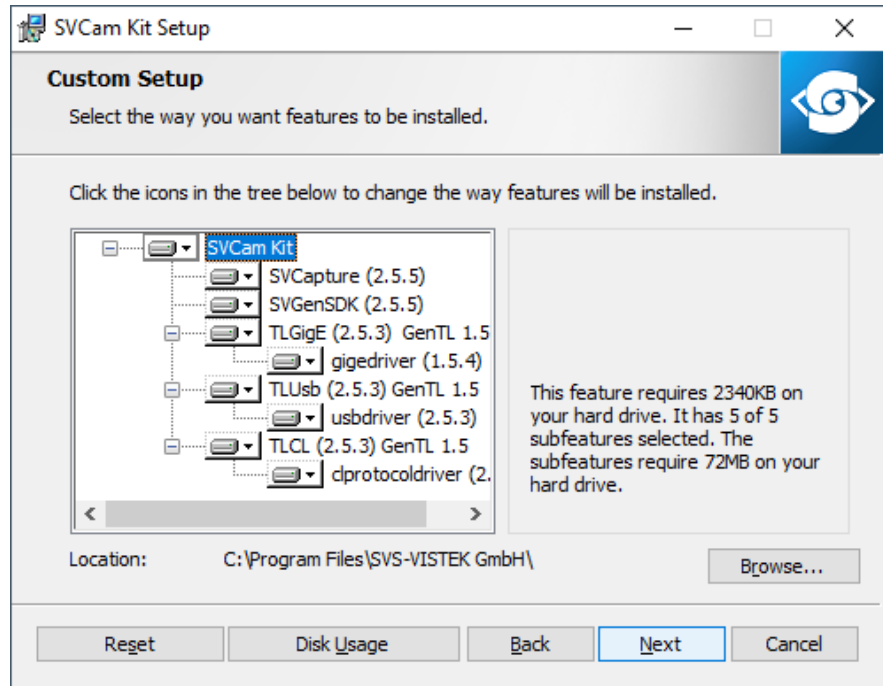 SVCam Kit Setup
Custom Setup
Select the way you want features to be installed.
Click the icons in the tree below to change the way features will be installed.
SVCam Kit
SVCapture (2.5.5)
SVGenSDK (2.5.5)
TLGigE (2.5.3)  GenTL 1.5
gigedriver (1.5.4)
TLUsb (2.5.3) GenTL 1.5
usbdriver (2.5.3)
TLCL (2.5.3) GenTL 1.5
clprotocoldriver (2.
This feature requires 2340KB on
your hard drive. It has 5 of 5
subfeatures selected. The
subfeatures require 72MB on your
hard drive.
Location: C:\Program Files\SVS-VISTEK GmbH\
Browse...
Reset Disk Usage Back Next Cancel